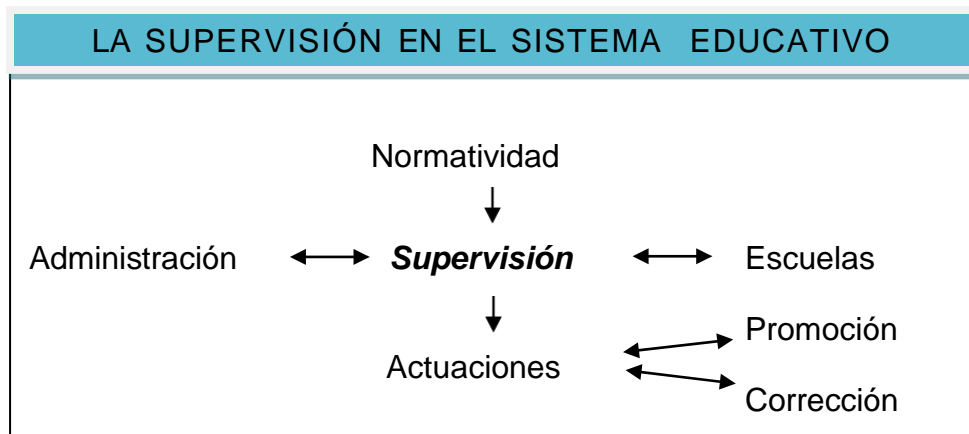 LA SUPERVISIÓN EN EL SISTEMA EDUCATIVO
Normatividad
Administración Supervisión Escuelas
Promoción
Actuaciones
Corrección